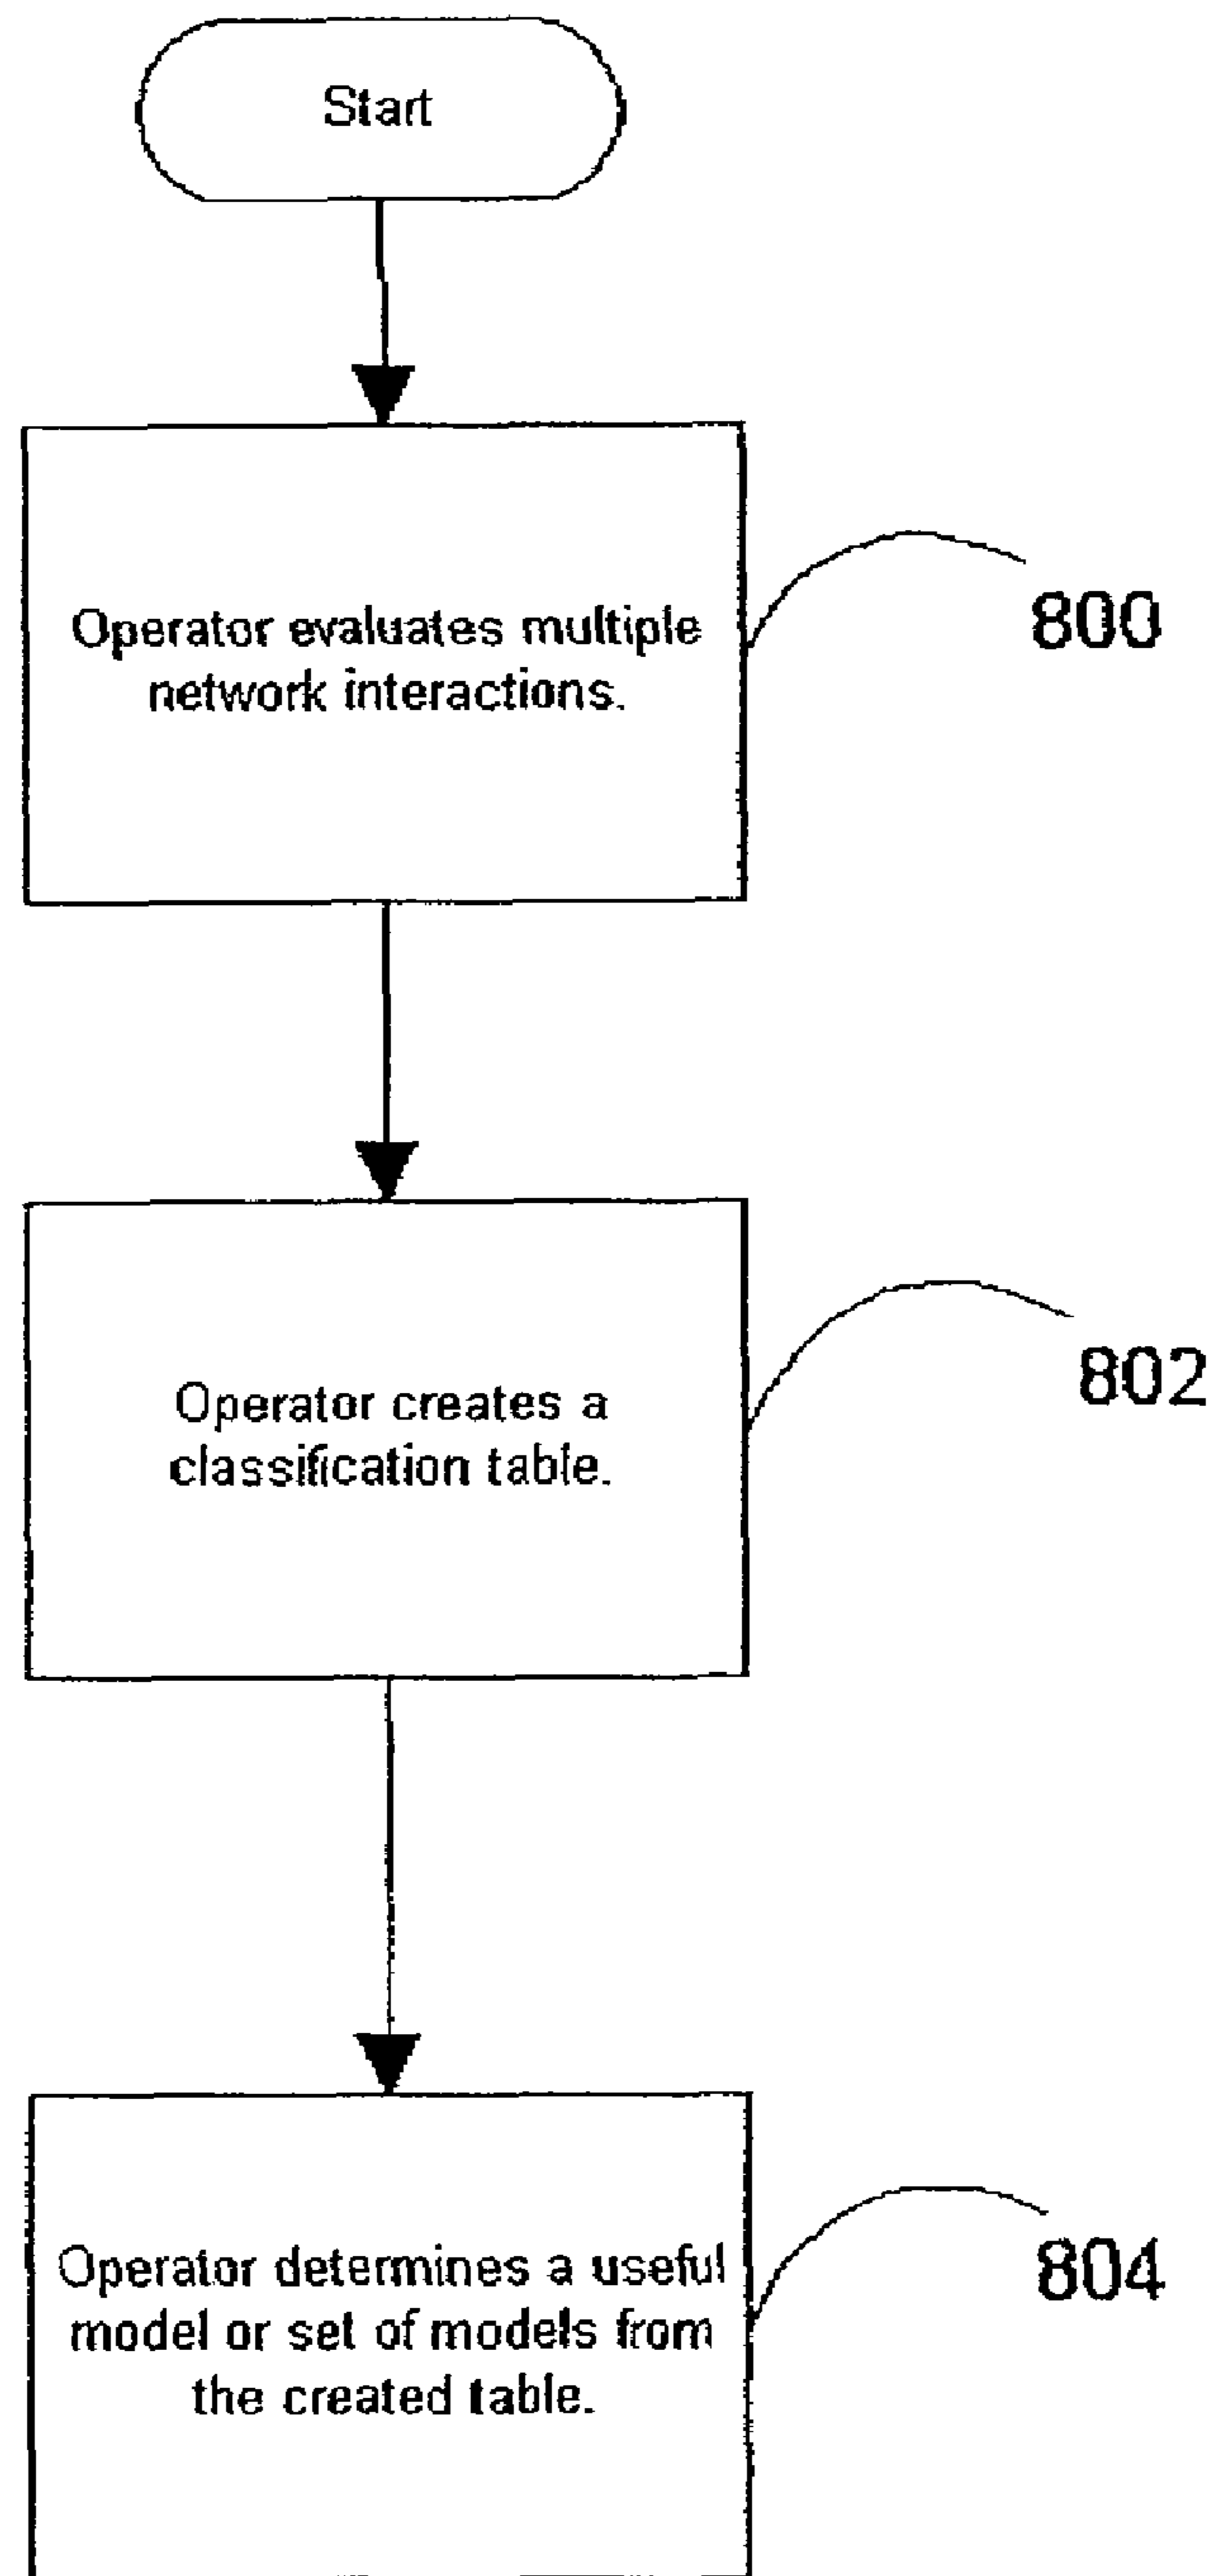 Start
Operator evaluates multiple
network interactions.
800
Operator creates a
classification table.
802
Operator determines a useful
model or set of models from
the created table.
804